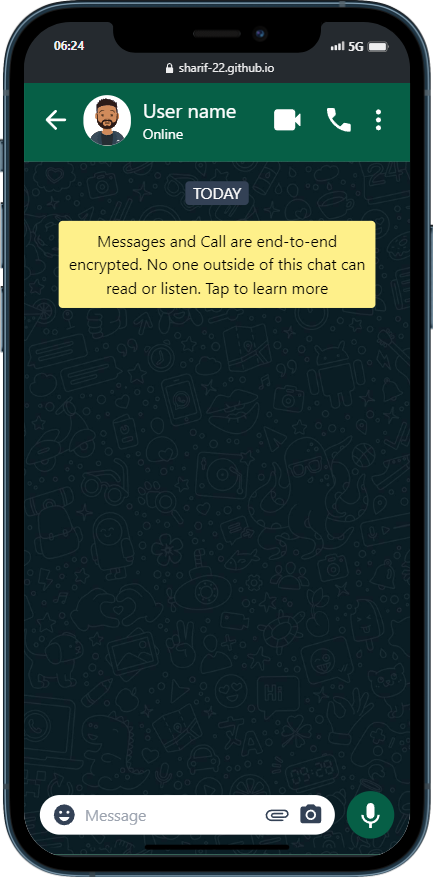 06:24
5G
sharif-22.github.io
User name
Online
TODAY
Messages and Call are end-to-end
encrypted. No one outside of this chat can
read or listen. Tap to learn more
Hi
Message